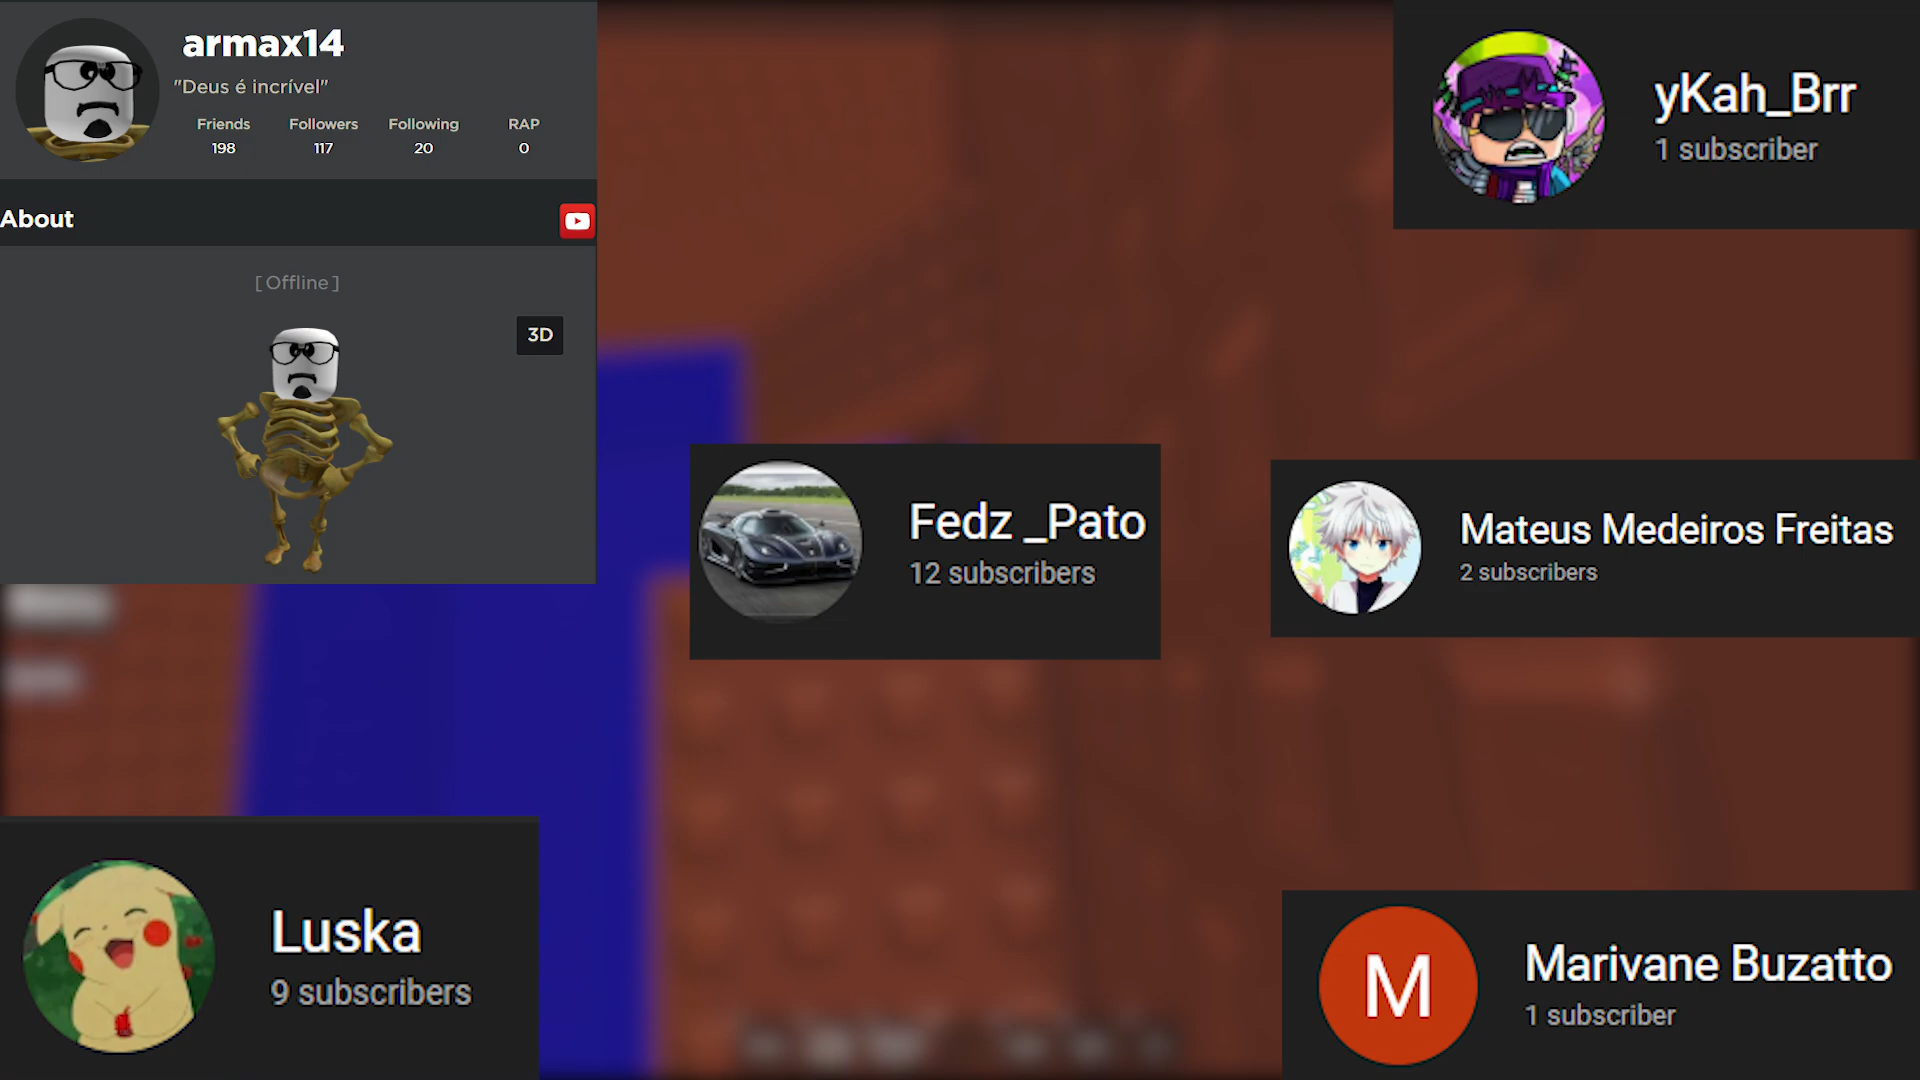 armax14
"Deus é incrível"
Friends Followers Following RAP
198 117 20 0
About
[ Offline ]
3D
yKah_Brr
1 subscriber
Fedz _Pato
12 subscribers
Mateus Medeiros Freitas
2 subscribers
Luska
9 subscribers
M
Marivane Buzatto
1 subscriber